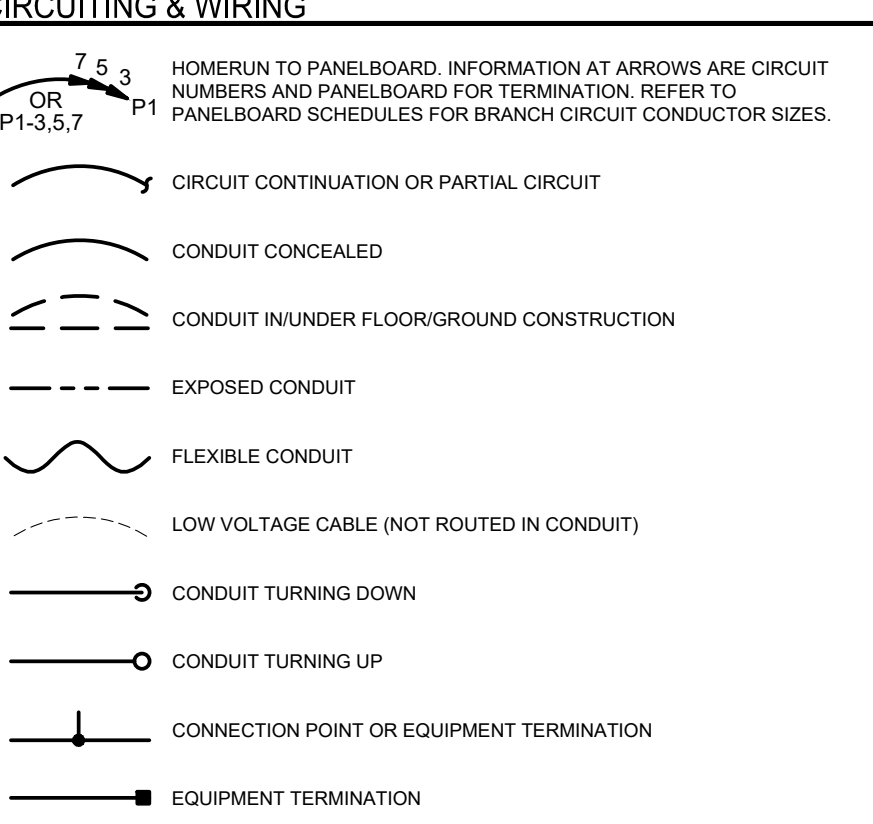 CIRCUITING & WIRING
7 5 3
OR
P1
P1-3,5,7
HOMERUN TO PANELBOARD. INFORMATION AT ARROWS ARE CIRCUIT
NUMBERS AND PANELBOARD FOR TERMINATION. REFER TO
PANELBOARD SCHEDULES FOR BRANCH CIRCUIT CONDUCTOR SIZES.
CIRCUIT CONTINUATION OR PARTIAL CIRCUIT
CONDUIT CONCEALED
CONDUIT IN/UNDER FLOOR/GROUND CONSTRUCTION
EXPOSED CONDUIT
FLEXIBLE CONDUIT
LOW VOLTAGE CABLE (NOT ROUTED IN CONDUIT)
CONDUIT TURNING DOWN
CONDUIT TURNING UP
CONNECTION POINT OR EQUIPMENT TERMINATION
EQUIPMENT TERMINATION